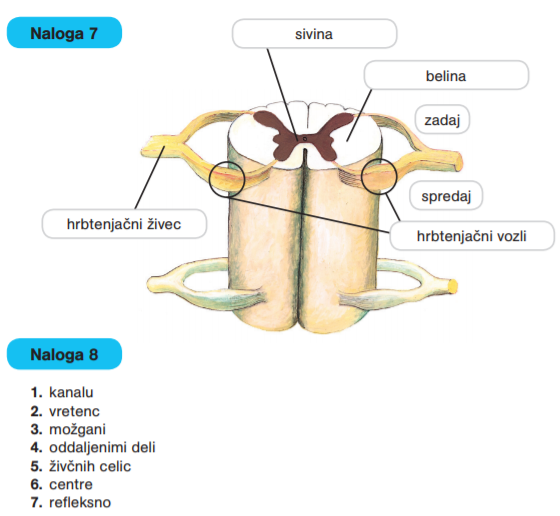 Naloga 7
sivina
belina
zadaj
spredaj
hrbtenjačni živec
hrbtenjačni vozli
Naloga 8
1. kanalu
2. vretenc
3. možgani
4. oddaljenimi deli
5. živčnih celic
6. centre
7. refleksno